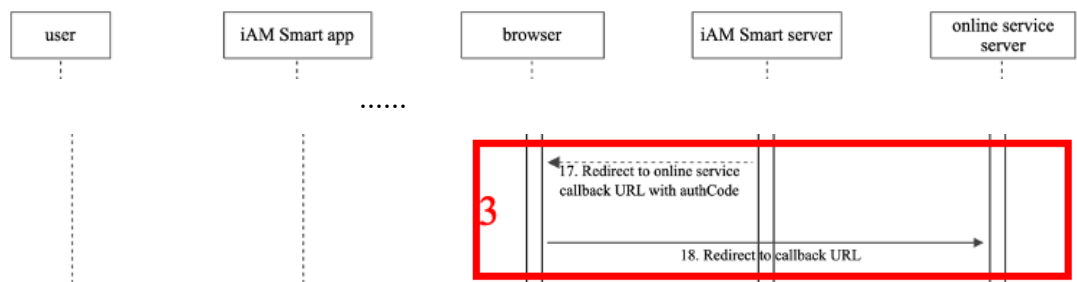 user
iAM Smart app
browser
iAM Smart server
online service
server
......
17. Redirect to online service
callback URL with authCode
3
18. Redirect to callback URL